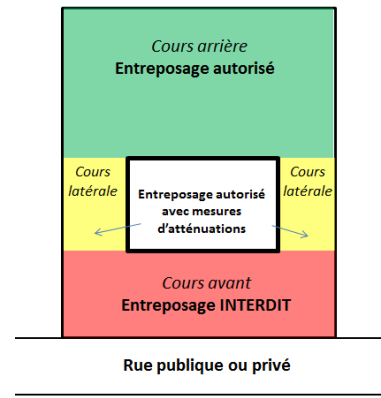 Cours arrière
Entreposage autorisé
Cours
latérale
Entreposage autorisé
avec mesures
d'atténuations
Cours
latérale
Cours avant
Entreposage INTERDIT
Rue publique ou privé